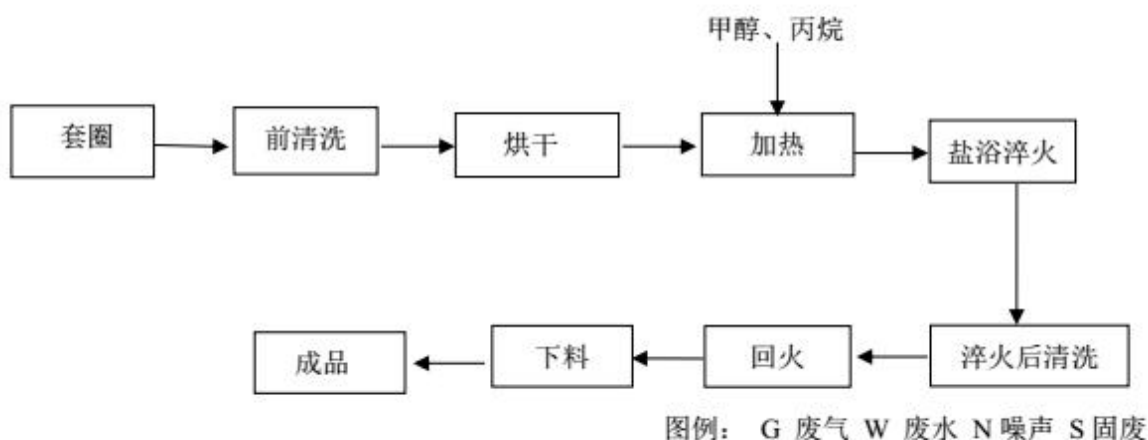 甲醇、丙烷
套圈
前清洗
烘干
加热
盐浴淬火
淬火后清洗
回火
下料
成品
图例： G 废气 W 废水 N 噪声 S 固废